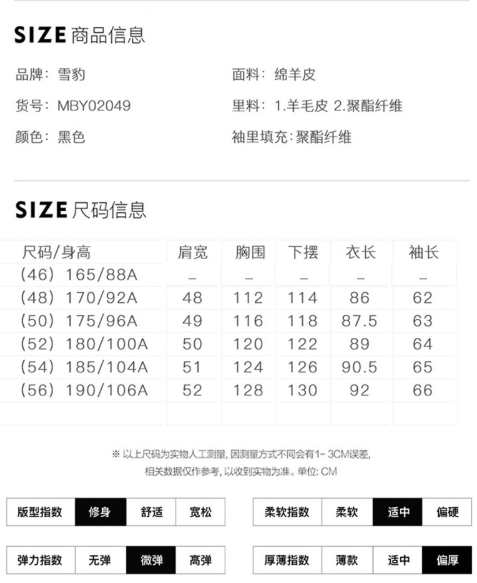 SIZE 商品信息
品牌：雪豹 面料：绵羊皮
货号：MBY02049 里料：1.羊毛皮 2.聚酯纤维
颜色：黑色 袖里填充：聚酯纤维
SIZE 尺码信息
尺码/身高 肩宽 胸围 下摆 衣长 袖长
（46）165/88A – – – – –
（48）170/92A 48 112 114 86 62
（50）175/96A 49 116 118 87.5 63
（52）180/100A 50 120 122 89 64
（54）185/104A 51 124 126 90.5 65
（56）190/106A 52 128 130 92 66
※ 以上尺码为实物人工测量, 因测量方式不同会有1- 3CM误差,
相关数据仅作参考, 以收到实物为准。单位: CM
版型指数 修身 舒适 宽松 柔软指数 柔软 适中 偏硬
弹力指数 无弹 微弹 高弹 厚薄指数 薄款 适中 偏厚